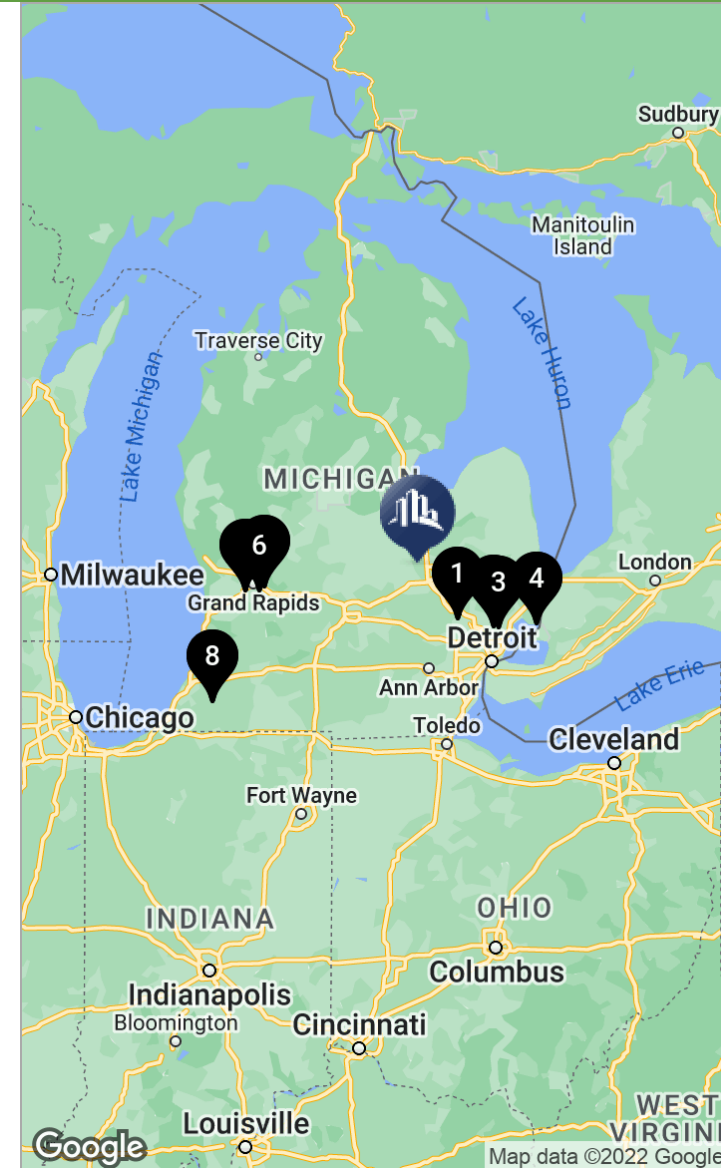 Sudbury
Manitoulin
Island
Lake Huron
Traverse City
Lake Michigan
MICHIGAN
6
1
3
4
London
Milwaukee
Grand Rapids
Detroit
8
Ann Arbor
Lake Erie
Chicago
Toledo
Cleveland
Fort Wayne
OHIO
INDIANA
Columbus
Indianapolis
Bloomington
Cincinnati
WEST
VIRGINI
Louisville
Google
Map data ©2022 Google